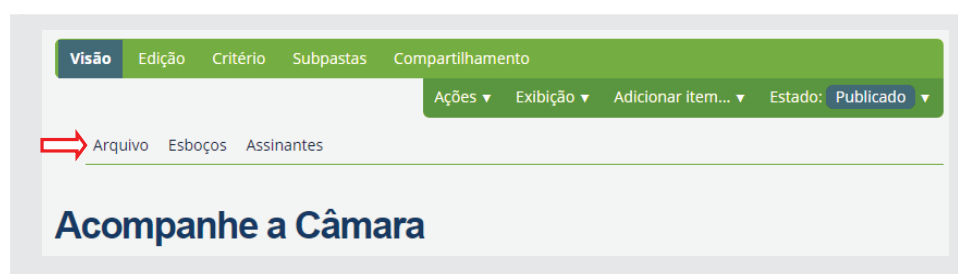 Visão Edição Critério Subpastas Compartilhamento
Ações ▾ Exibição ▾ Adicionar item... ▾ Estado: Publicado ▾
Arquivo Esboços Assinantes
Acompanhe a Câmara